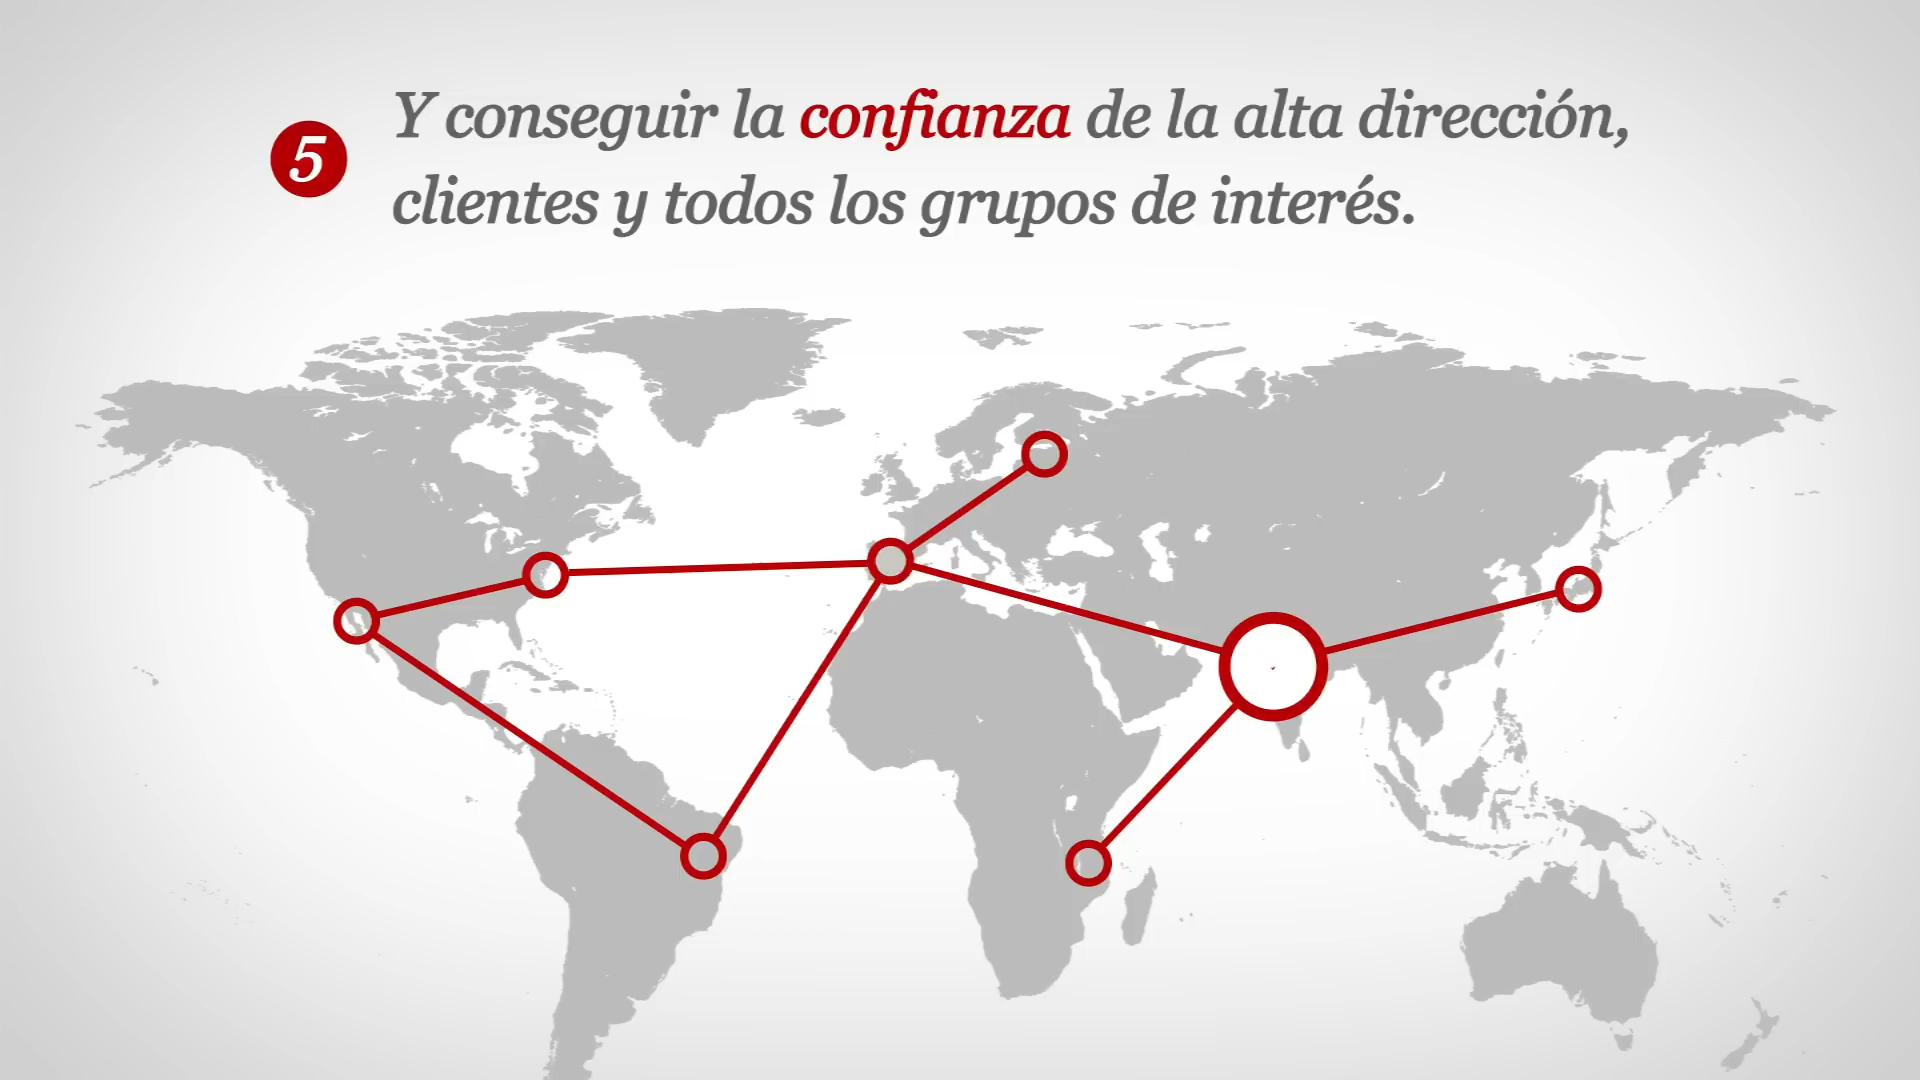 5
Y conseguir la confianza de la alta dirección,
clientes y todos los grupos de interés.